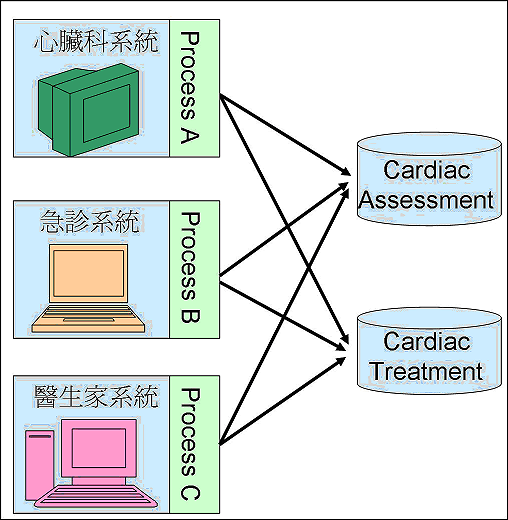 心臟科系統
Process A
急診系統
Process B
醫生家系統
Process C
Cardiac
Assessment
Cardiac
Treatment